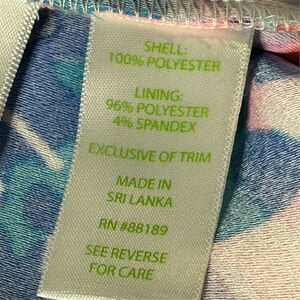 SHELL:
100% POLYESTER
LINING:
96% POLYESTER
4% SPANDEX
EXCLUSIVE OF TRIM
MADE IN
SRI LANKA
RN #88189
SEE REVERSE
FOR CARE